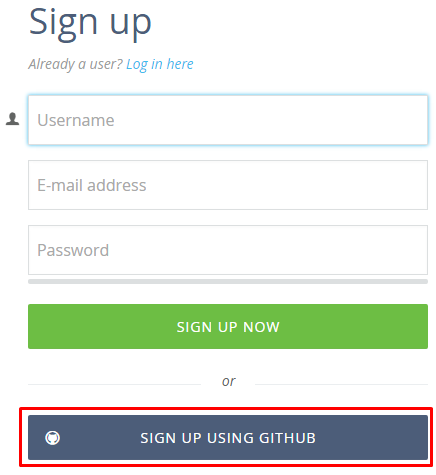 Sign up
Already a user? Log in here
Username
E-mail address
Password
SIGN UP NOW
or
SIGN UP USING GITHUB